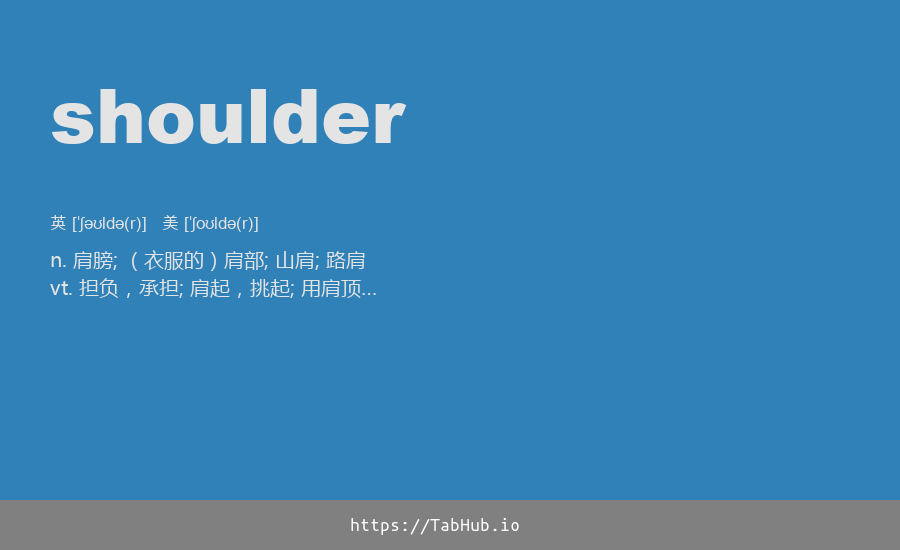 shoulder
英 [ˈʃəʊldə(r)] 美 [ˈʃoʊldə(r)]
n. 肩膀; （衣服的）肩部; 山肩; 路肩
vt. 担负，承担; 肩起，挑起; 用肩顶...
https://TabHub.io